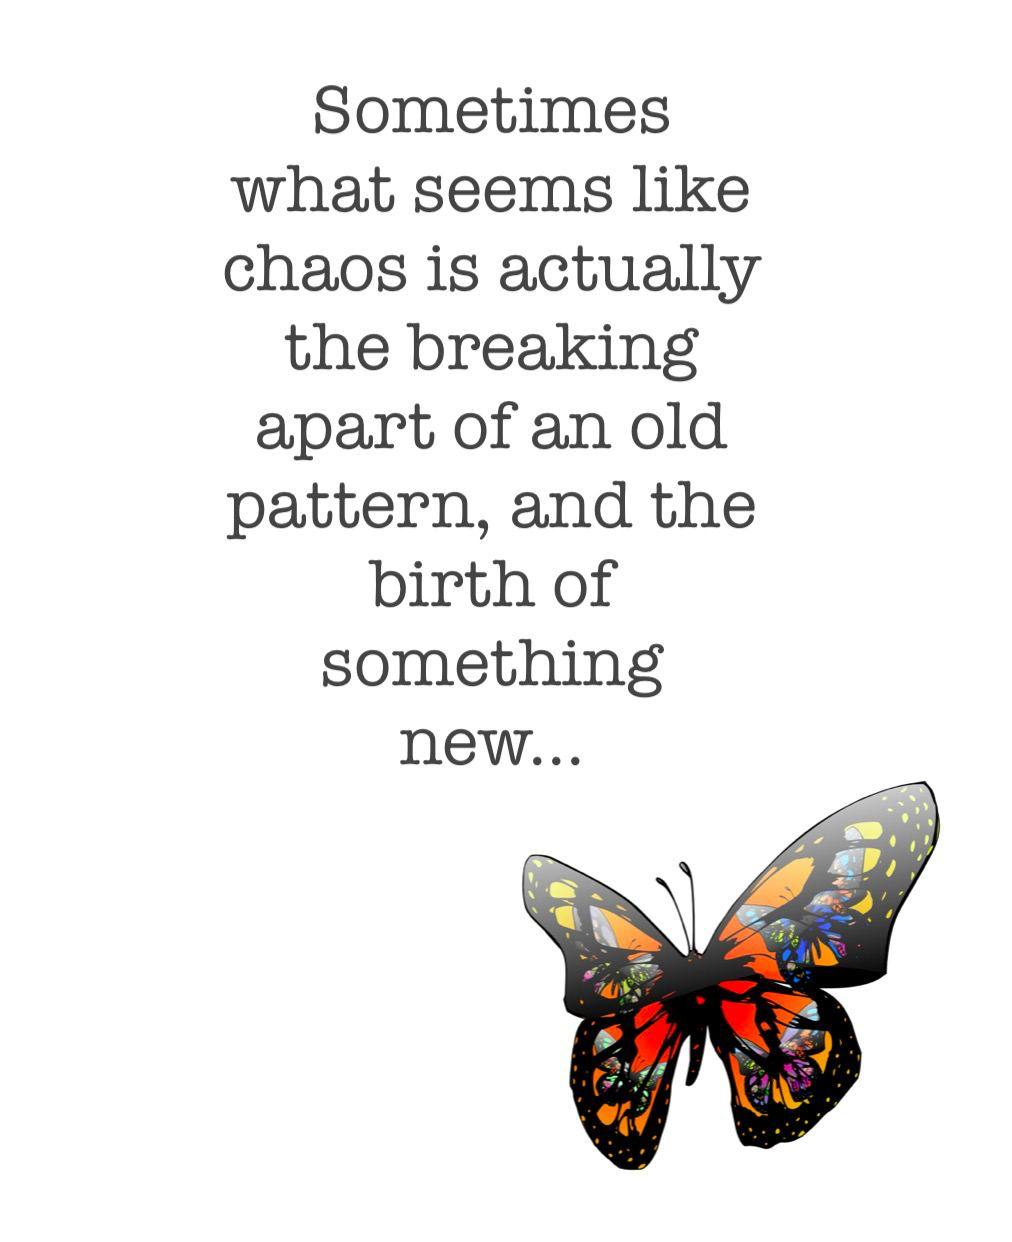 Sometimes
what seems like
chaos is actually
the breaking
apart of an old
pattern, and the
birth of
something
new...